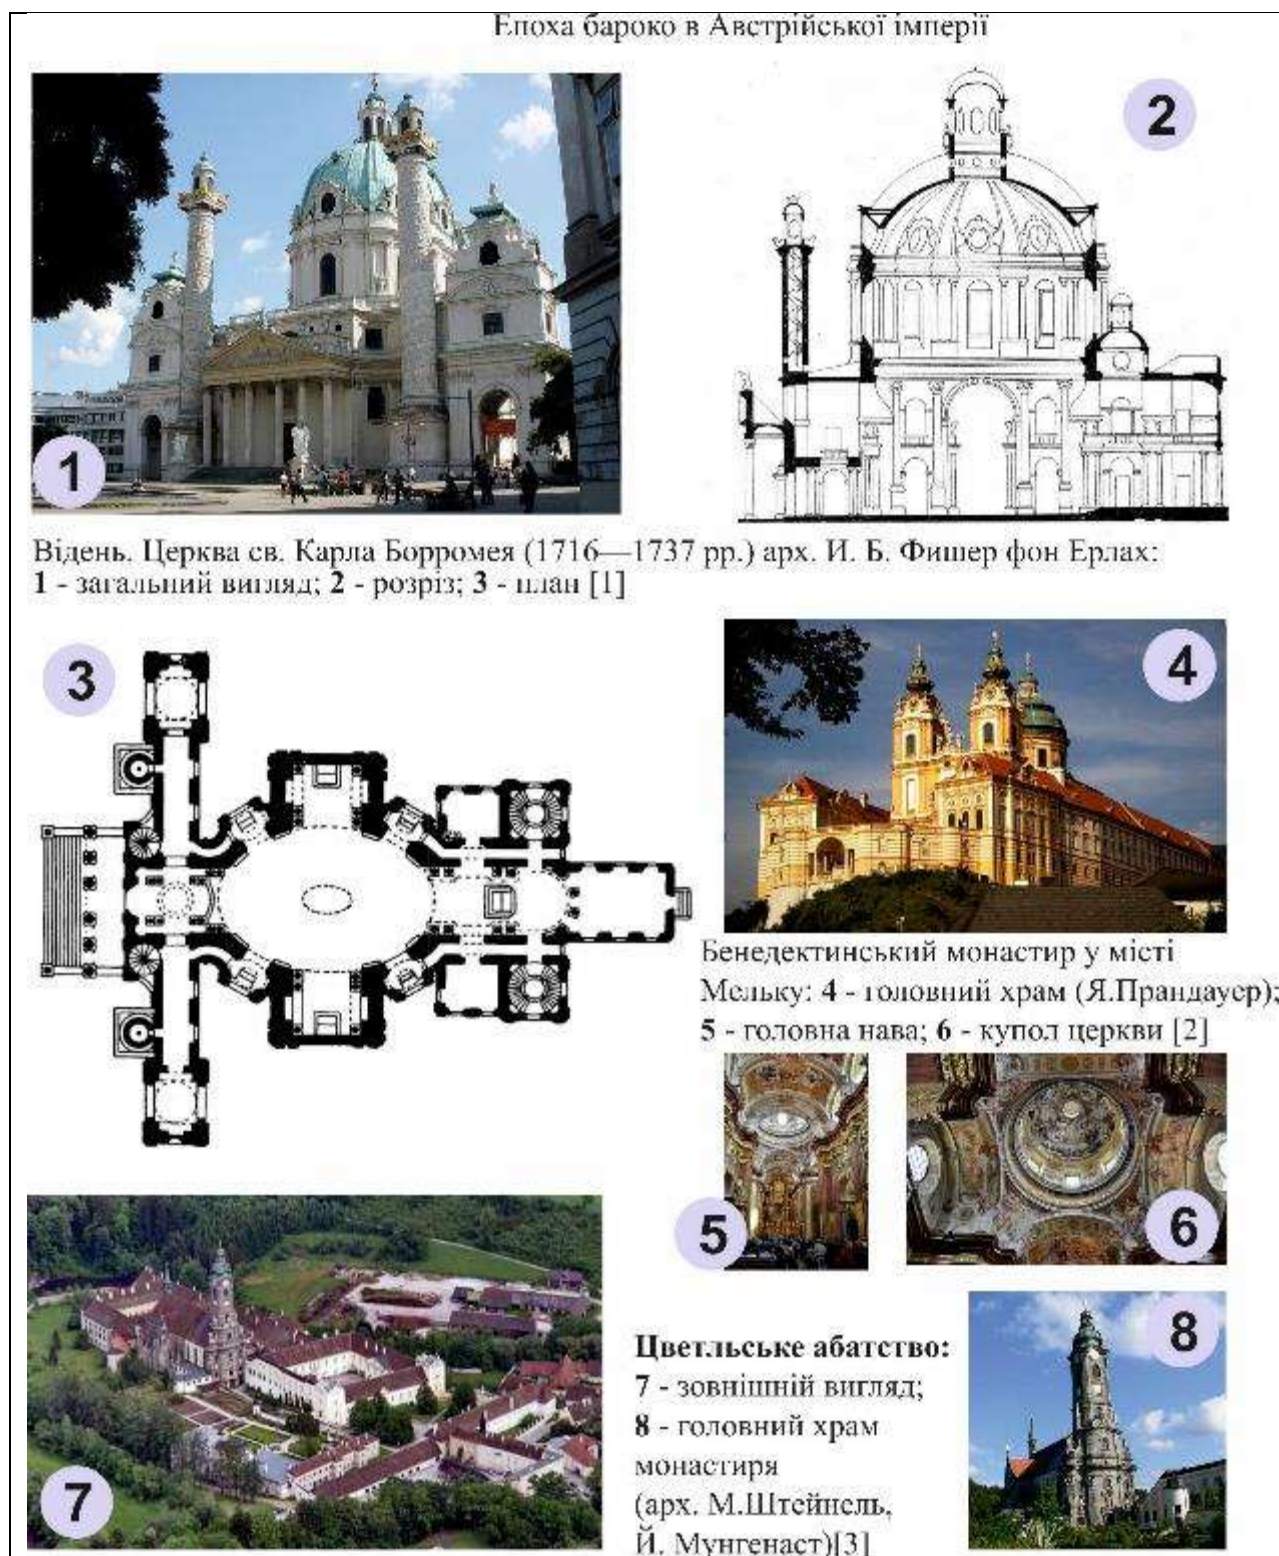 Епоха бароко в Австрійської імперії
2
1
Відень. Церква св. Карла Борромея (1716—1737 рр.) арх. И. Б. Фишер фон Ерлах:
1 - загальний вигляд; 2 - розріз; 3 - план [1]
3
4
Бенедектинський монастир у місті
Мельку: 4 - головний храм (Я.Прандауер);
5 - головна нава; 6 - купол церкви [2]
5
6
Цветльське абатство:
7 - зовнішній вигляд;
8 - головний храм
монастиря
(арх. М.Штейнель,
Й. Мунгенаст)[3]
7
8